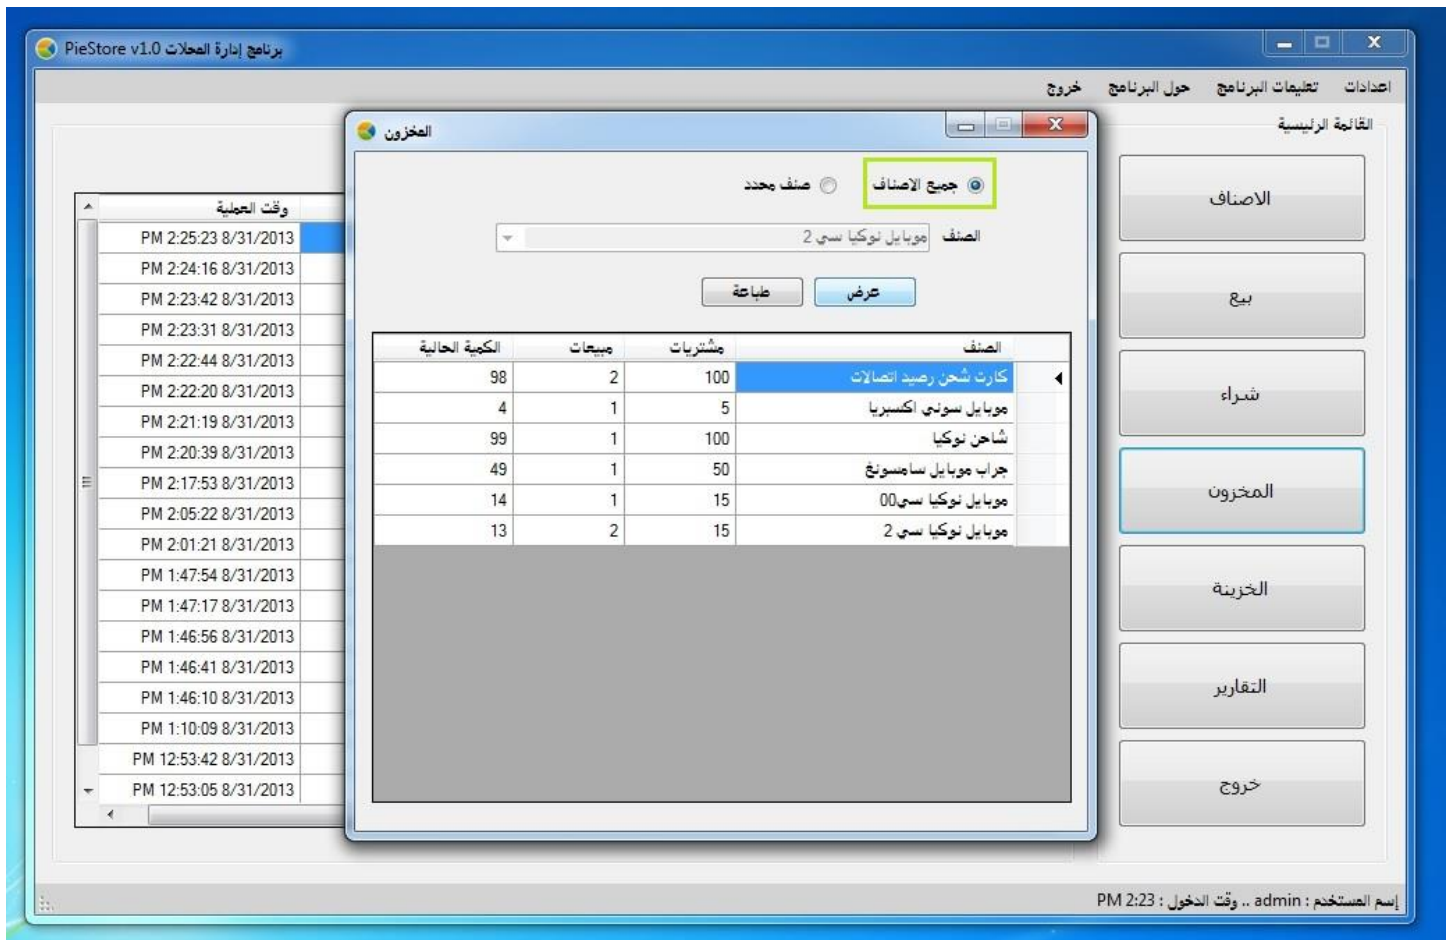 برنامج إدارة المحلات PieStore v1.0
اعدادات تعليمات البرنامج حول البرنامج خروج
القائمة الرئيسية
الاصناف
بيع
شراء
المخزون
الخزينة
التقارير
خروج
المخزون
جميع الاصناف صنف محدد
الصنف موبايل نوكيا سي 2
عرض طباعة
الصنف مشتريات مبيعات الكمية الحالية
كارت شحن رصيد اتصالات 100 2 98
موبايل سوني اكسبريا 5 1 4
شاحن نوكيا 100 1 99
جراب موبايل سامسونغ 50 1 49
موبايل نوكيا سي00 15 1 14
موبايل نوكيا سي 2 15 2 13
وقت العملية
PM 2:25:23 8/31/2013
PM 2:24:16 8/31/2013
PM 2:23:42 8/31/2013
PM 2:23:31 8/31/2013
PM 2:22:44 8/31/2013
PM 2:22:20 8/31/2013
PM 2:21:19 8/31/2013
PM 2:20:39 8/31/2013
PM 2:17:53 8/31/2013
PM 2:05:22 8/31/2013
PM 2:01:21 8/31/2013
PM 1:47:54 8/31/2013
PM 1:47:17 8/31/2013
PM 1:46:56 8/31/2013
PM 1:46:41 8/31/2013
PM 1:46:10 8/31/2013
PM 1:10:09 8/31/2013
PM 12:53:42 8/31/2013
PM 12:53:05 8/31/2013
إسم المستخدم : admin .. وقت الدخول : 2:23 PM